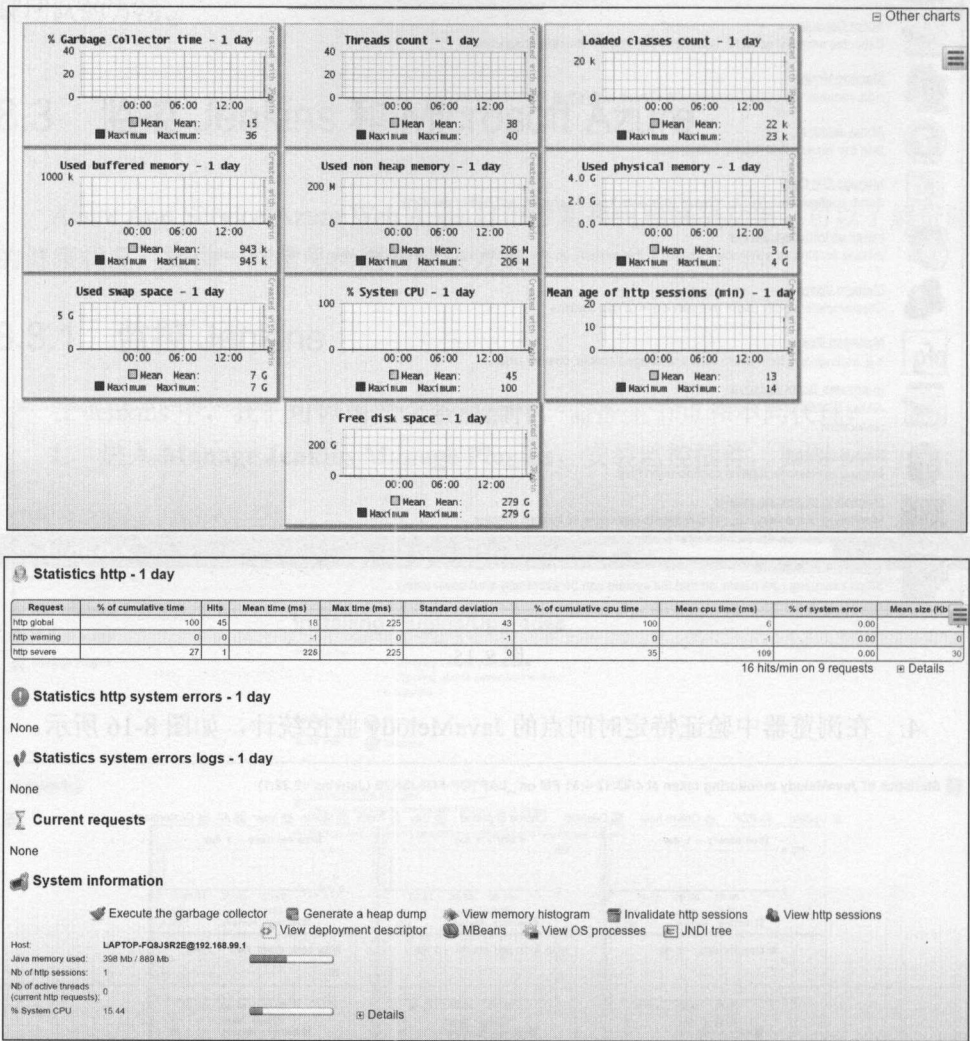 Other charts
% Garbage Collector time - 1 day
40
20
0
00:00 06:00 12:00
Mean Mean: 15
Maximum Maximum: 36
Threads count - 1 day
40
20
0
00:00 06:00 12:00
Mean Mean: 38
Maximum Maximum: 40
Loaded classes count - 1 day
20 k
0
00:00 06:00 12:00
Mean Mean: 22 k
Maximum Maximum: 23 k
Used buffered memory - 1 day
1000 k
0
00:00 06:00 12:00
Mean Mean: 943 k
Maximum Maximum: 945 k
Used non heap memory - 1 day
200 M
0
00:00 06:00 12:00
Mean Mean: 206 M
Maximum Maximum: 206 M
Used physical memory - 1 day
4.0 G
2.0 G
0.0
00:00 06:00 12:00
Mean Mean: 3 G
Maximum Maximum: 4 G
Used swap space - 1 day
5 G
0
00:00 06:00 12:00
Mean Mean: 7 G
Maximum Maximum: 7 G
% System CPU - 1 day
100
0
00:00 06:00 12:00
Mean Mean: 45
Maximum Maximum: 100
Mean age of http sessions (min) - 1 day
20
10
0
00:00 06:00 12:00
Mean Mean: 13
Maximum Maximum: 14
Free disk space - 1 day
200 G
0
00:00 06:00 12:00
Mean Mean: 279 G
Maximum Maximum: 279 G
Statistics http - 1 day
Request % of cumulative time Hits Mean time (ms) Max time (ms) Standard deviation % of cumulative cpu time Mean cpu time (ms) % of system error Mean size (Kb
http global 100 45 18 225 43 100 6 0.00
http warning 0 0 -1 0 -1 0 -1 0.00 0
http severe 27 1 226 225 0 35 109 0.00 30
16 hits/min on 9 requests Details
Statistics http system errors - 1 day
None
Statistics system errors logs - 1 day
None
Current requests
None
System information
Execute the garbage collector Generate a heap dump View memory histogram Invalidate http sessions View http sessions
View deployment descriptor MBeans View OS processes JNDI tree
Host: LAPTOP-FQ8JSR2E@192.168.99.1
Java memory used: 398 Mb / 889 Mb
Nb of http sessions: 1
Nb of active threads
(current http requests): 0
% System CPU 15.44
Details